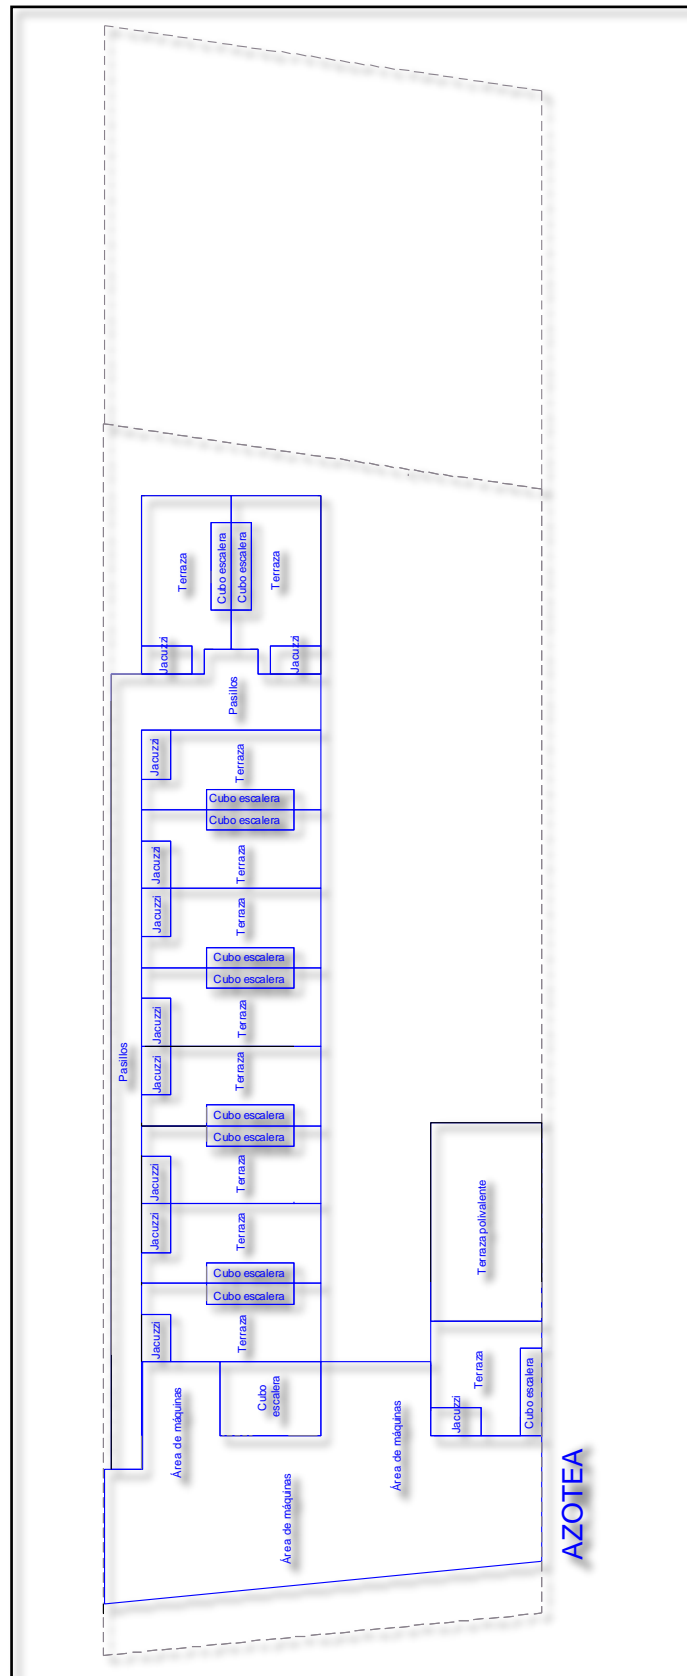 Terraza
Cubo escalera
Cubo escalera
Terraza
Jacuzzi
Jacuzzi
Pasillos
Jacuzzi
Terraza
Cubo escalera
Cubo escalera
Jacuzzi
Terraza
Jacuzzi
Terraza
Cubo escalera
Cubo escalera
Jacuzzi
Terraza
Pasillos
Jacuzzi
Terraza
Cubo escalera
Cubo escalera
Jacuzzi
Terraza
Jacuzzi
Terraza
Terraza polivalente
Cubo escalera
Cubo escalera
Jacuzzi
Terraza
Terraza
Cubo escalera
Jacuzzi
Cubo
escalera
Área de máquinas
Área de máquinas
Área de máquinas
AZOTEA